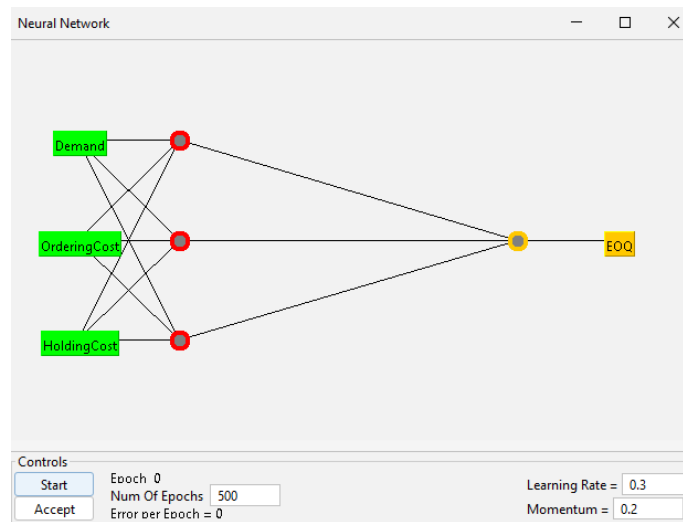 Neural Network
Demand
OrderingCost
EOQ
HoldingCost
Controls
Start
Accept
Epoch 0
Num Of Epochs 500
Error per Epoch = 0
Learning Rate = 0.3
Momentum = 0.2